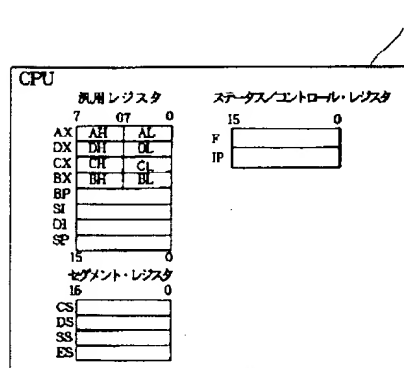 CPU
汎用レジスタ
7 07 0
AX AH AL
DX DH DL
CX CH CL
BX BH BL
BP
SI
DI
SP
15 0
セグメント・レジスタ
16 0
CS
DS
SS
ES
ステータス/コントロール・レジスタ
15 0
F
IP